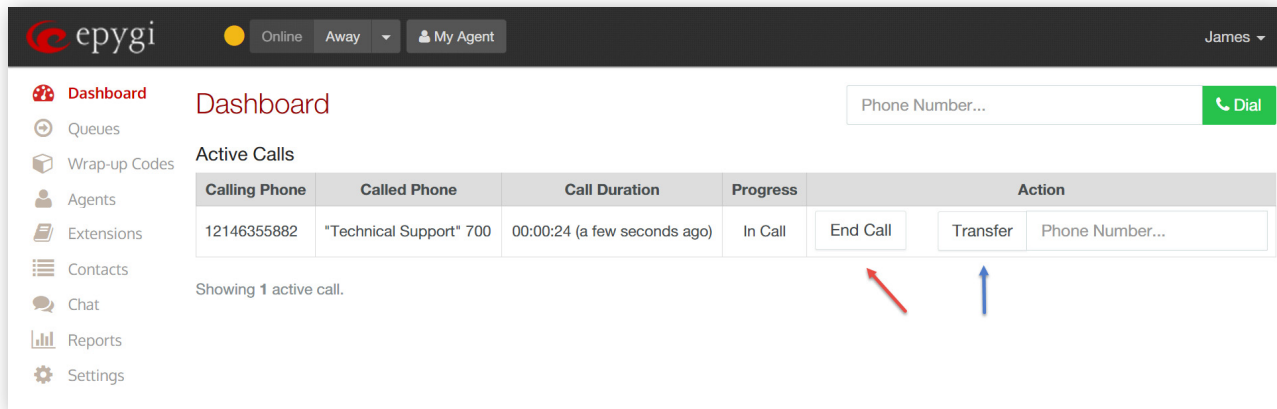 epygi Online Away My Agent James
Dashboard
Queues
Wrap-up Codes
Agents
Extensions
Contacts
Chat
Reports
Settings
Dashboard
Phone Number... Dial
Active Calls
Calling Phone Called Phone Call Duration Progress Action
12146355882 "Technical Support" 700 00:00:24 (a few seconds ago) In Call End Call Transfer Phone Number...
Showing 1 active call.